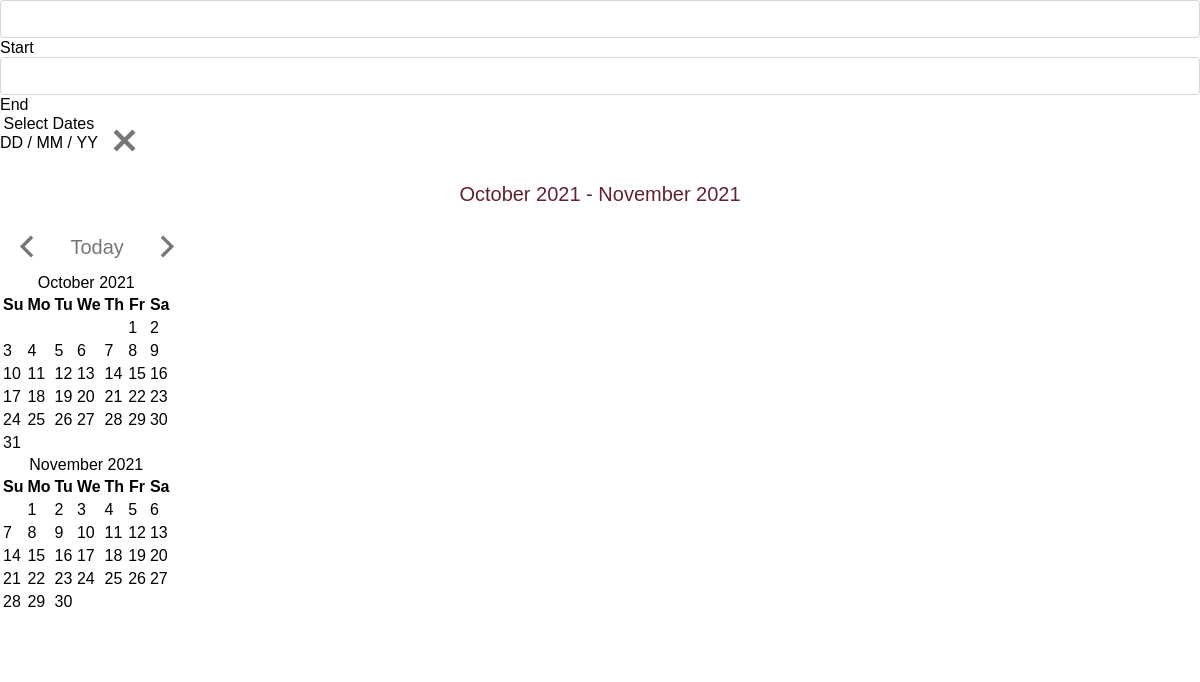 Start
End
Select Dates
DD / MM / YY
October 2021 - November 2021
Today
October 2021
Su Mo Tu We Th Fr Sa
1 2
3 4 5 6 7 8 9
10 11 12 13 14 15 16
17 18 19 20 21 22 23
24 25 26 27 28 29 30
31
November 2021
Su Mo Tu We Th Fr Sa
1 2 3 4 5 6
7 8 9 10 11 12 13
14 15 16 17 18 19 20
21 22 23 24 25 26 27
28 29 30